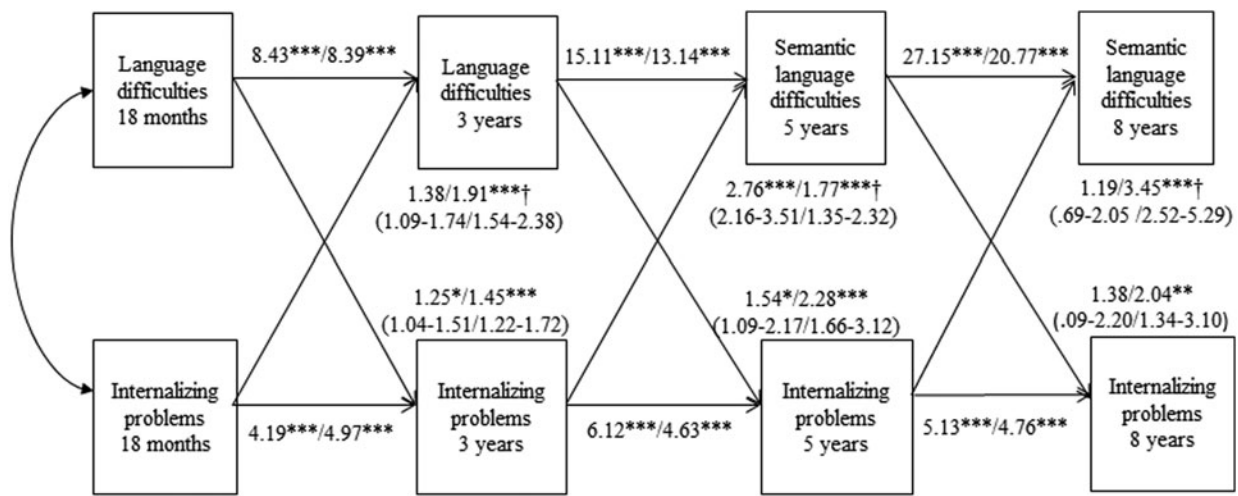 Language
difficulties
18 months
8.43***/8.39***
Language
difficulties
3 years
15.11***/13.14***
Semantic
language
difficulties
5 years
27.15***/20.77***
Semantic
language
difficulties
8 years
1.38/1.91***†
(1.09-1.74/1.54-2.38)
2.76***/1.77***†
(2.16-3.51/1.35-2.32)
1.19/3.45***†
(.69-2.05 /2.52-5.29)
1.25*/1.45***
(1.04-1.51/1.22-1.72)
1.54*/2.28***
(1.09-2.17/1.66-3.12)
1.38/2.04**
(.09-2.20/1.34-3.10)
Internalizing
problems
18 months
4.19***/4.97***
Internalizing
problems
3 years
6.12***/4.63***
Internalizing
problems
5 years
5.13***/4.76***
Internalizing
problems
8 years